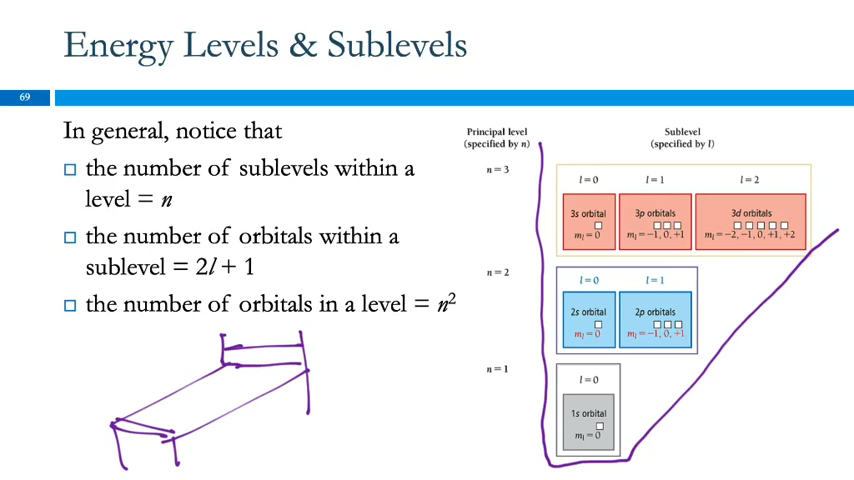 Energy Levels & Sublevels
69
In general, notice that
the number of sublevels within a
level = n
the number of orbitals within a
sublevel = 2l + 1
the number of orbitals in a level = n²
Principal level
(specified by n)
Sublevel
(specified by l)
n = 3
l = 0
l = 1
l = 2
3s orbital
mₗ = 0
3p orbitals
mₗ = −1, 0, +1
3d orbitals
mₗ = −2, −1, 0, +1, +2
n = 2
l = 0
l = 1
2s orbital
mₗ = 0
2p orbitals
mₗ = −1, 0, +1
n = 1
l = 0
1s orbital
mₗ = 0